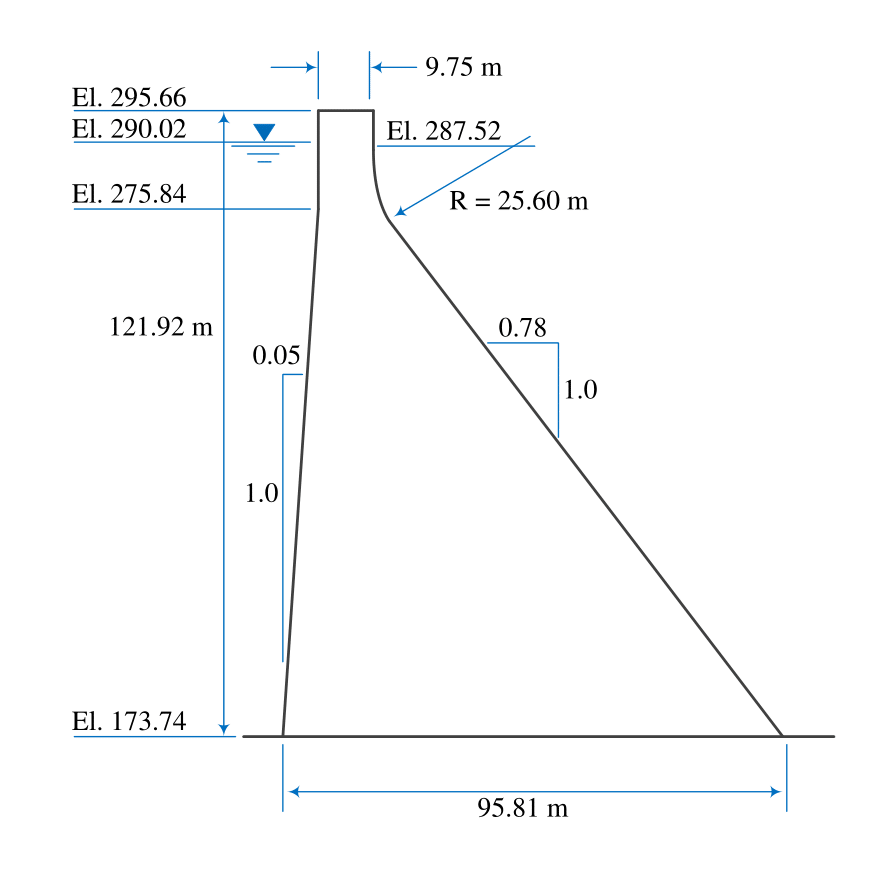 9.75 m
El. 295.66
El. 290.02
El. 287.52
El. 275.84
R = 25.60 m
121.92 m
0.78
0.05
1.0
1.0
El. 173.74
95.81 m